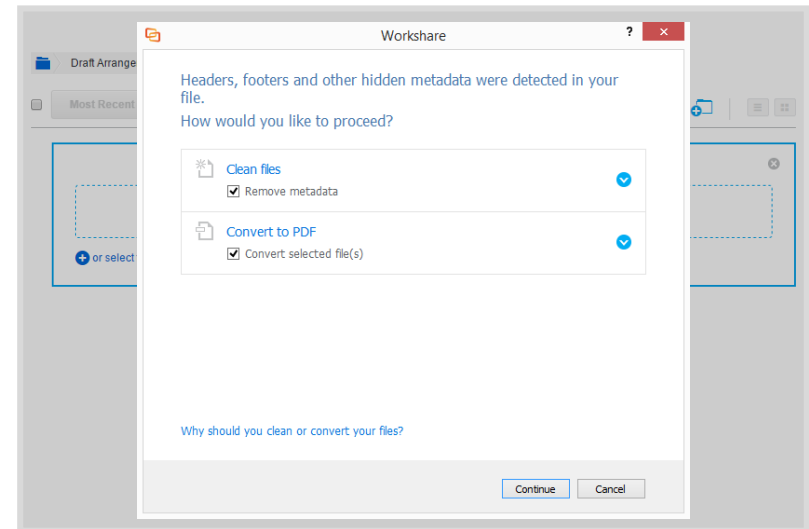 Workshare
?
Draft Arrange
Most Recent
Headers, footers and other hidden metadata were detected in your
file.
How would you like to proceed?
Clean files
Remove metadata
Convert to PDF
Convert selected file(s)
or select
Why should you clean or convert your files?
Continue
Cancel